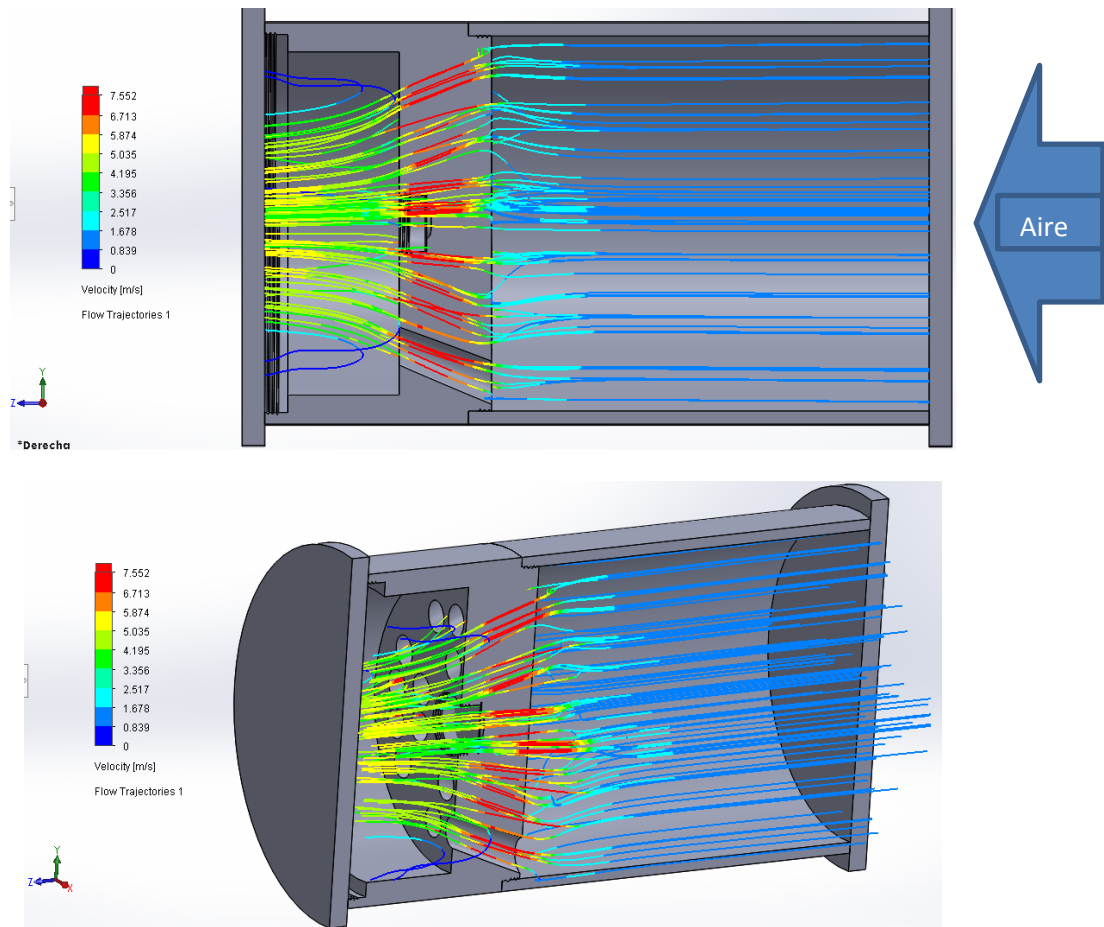 7.552
6.713
5.874
5.035
4.195
3.356
2.517
1.678
0.839
0
Velocity [m/s]
Flow Trajectories 1
Aire
Y
Z
*Derecha
7.552
6.713
5.874
5.035
4.195
3.356
2.517
1.678
0.839
0
Velocity [m/s]
Flow Trajectories 1
Y
Z
X